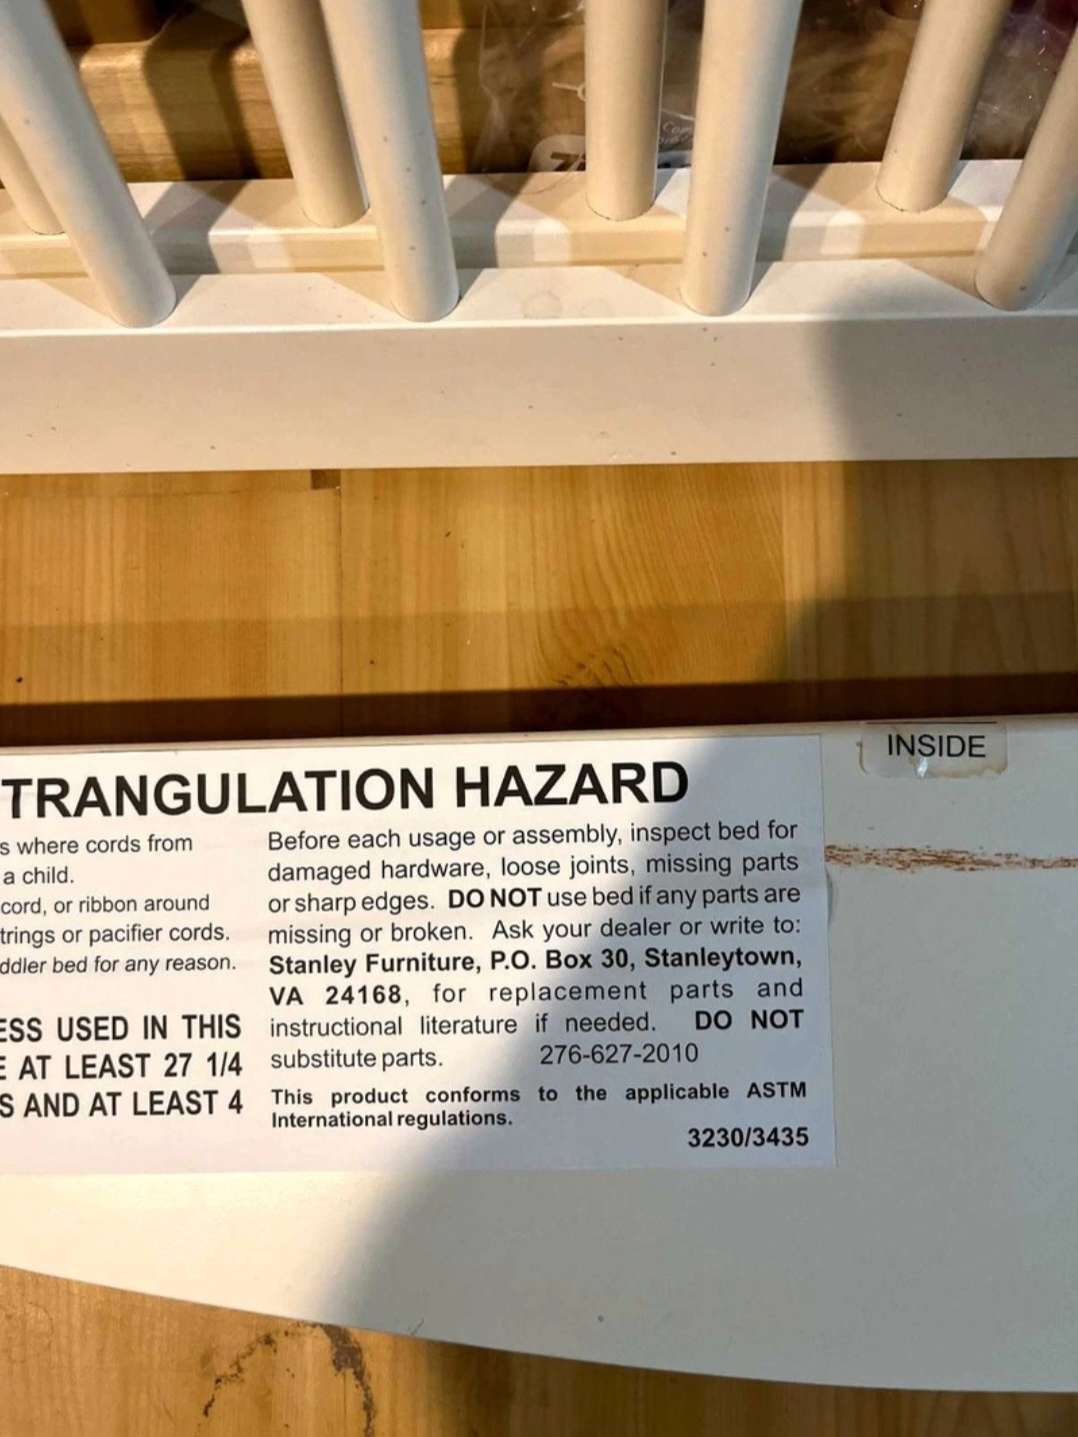 INSIDE
TRANGULATION HAZARD
s where cords from
a child.
cord, or ribbon around
trings or pacifier cords.
ddler bed for any reason.
ESS USED IN THIS
E AT LEAST 27 1/4
S AND AT LEAST 4
Before each usage or assembly, inspect bed for
damaged hardware, loose joints, missing parts
or sharp edges. DO NOT use bed if any parts are
missing or broken. Ask your dealer or write to:
Stanley Furniture, P.O. Box 30, Stanleytown,
VA 24168, for replacement parts and
instructional literature if needed. DO NOT
substitute parts. 276-627-2010
This product conforms to the applicable ASTM
International regulations.
3230/3435